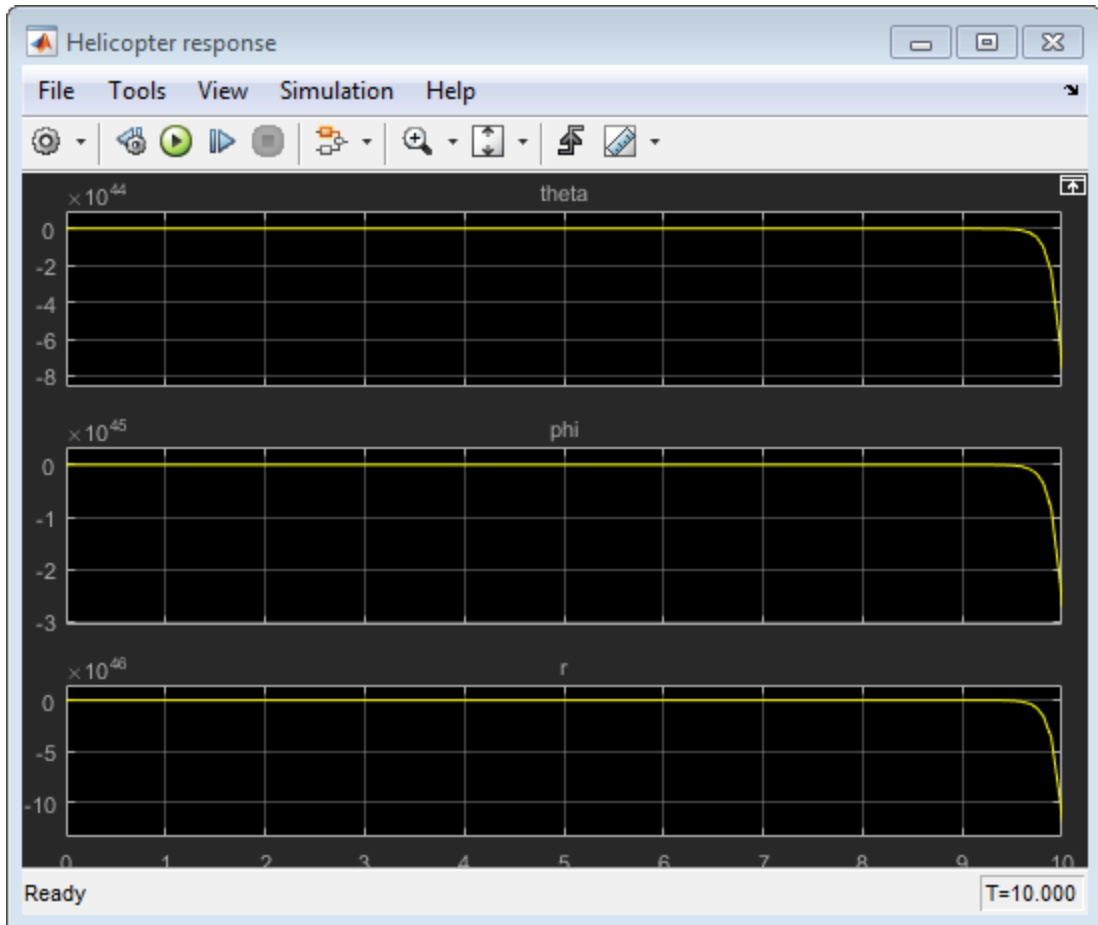 Helicopter response
File Tools View Simulation Help
×10^44 theta
0
-2
-4
-6
-8
×10^45 phi
0
-1
-2
-3
×10^46 r
0
-5
-10
0 1 2 3 4 5 6 7 8 9 10
Ready T=10.000